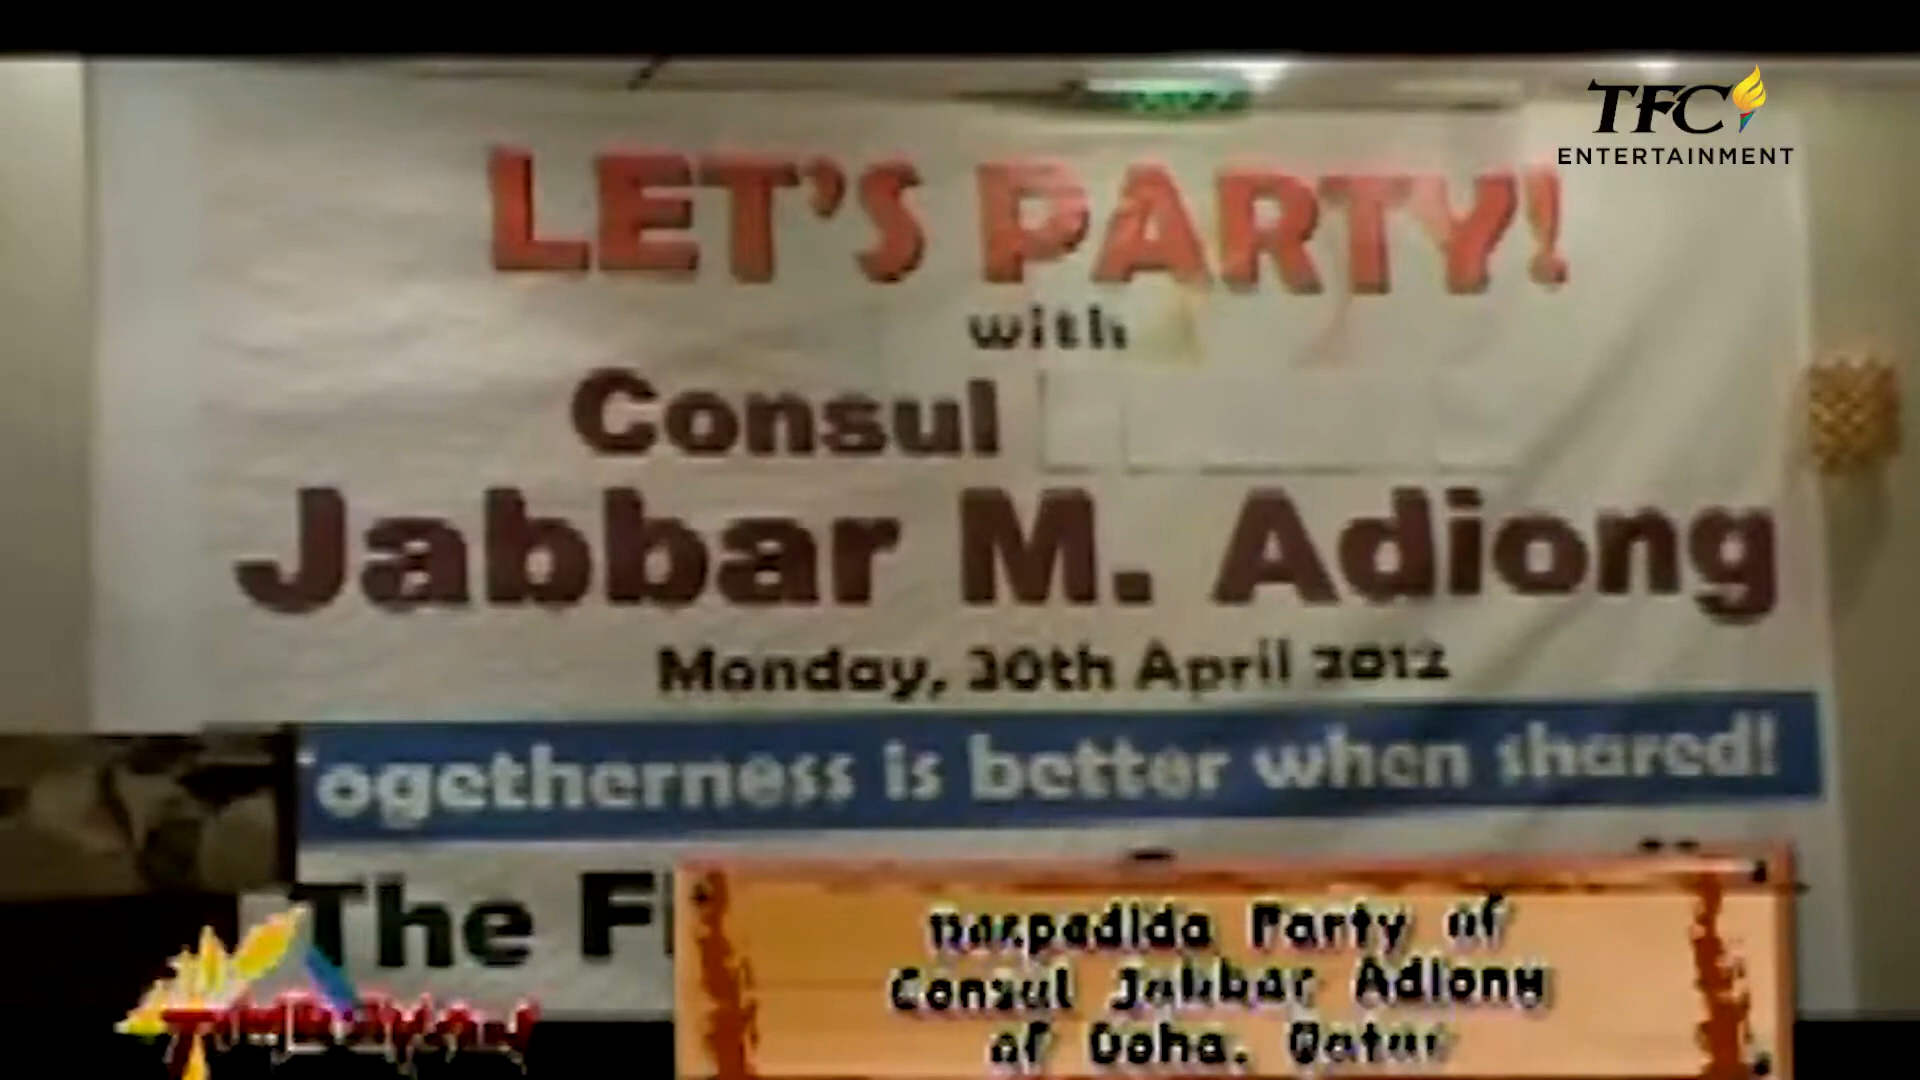 TFC
ENTERTAINMENT
LET'S PARTY!
with
Consul
Jabbar M. Adiong
Monday, 30th April 2012
ogetherness is better when shared!
The
Party of
Consul Jabbar Adiong
of Doha, Qatar
TAMBAYAN